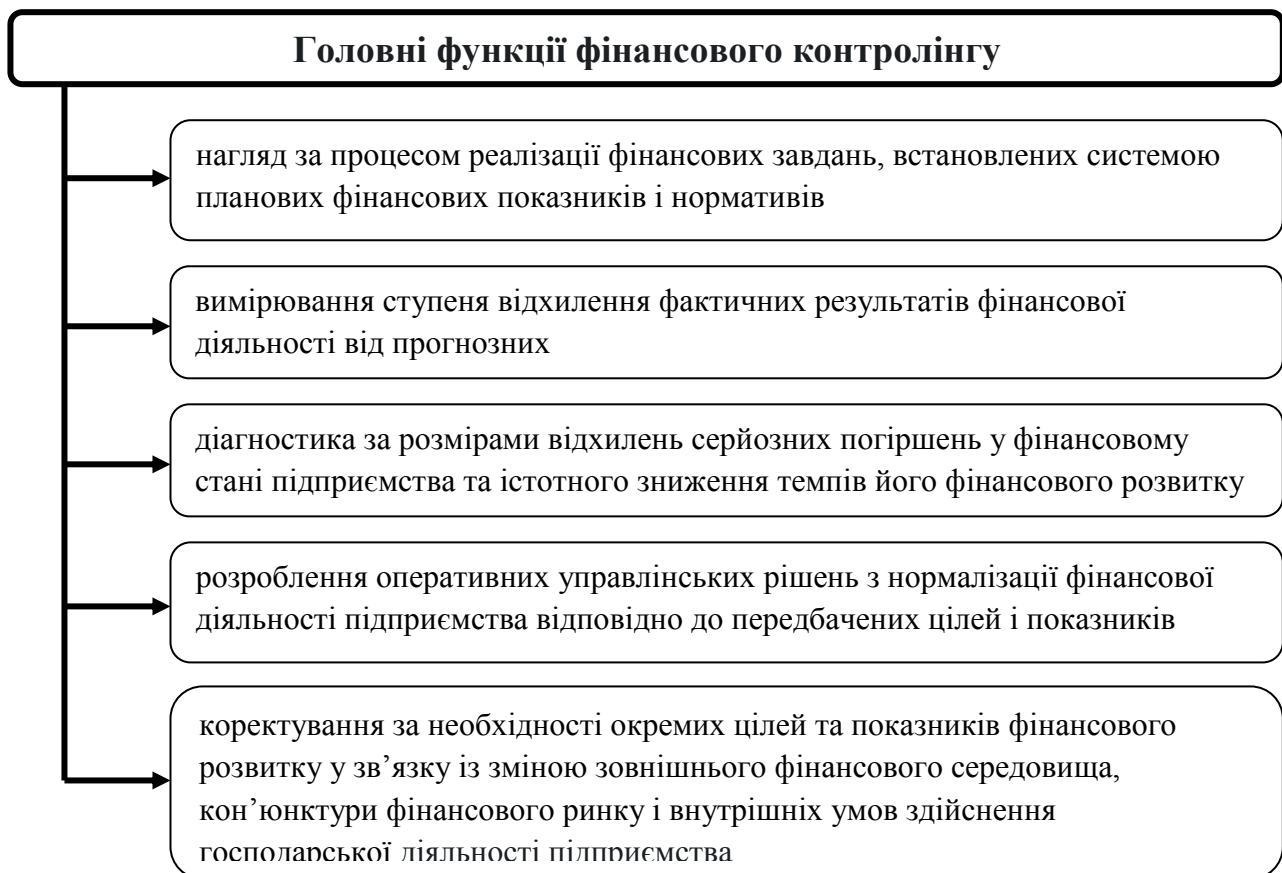 Головні функції фінансового контролінгу
нагляд за процесом реалізації фінансових завдань, встановлених системою
планових фінансових показників і нормативів
вимірювання ступеня відхилення фактичних результатів фінансової
діяльності від прогнозних
діагностика за розмірами відхилень серйозних погіршень у фінансовому
стані підприємства та істотного зниження темпів його фінансового розвитку
розроблення оперативних управлінських рішень з нормалізації фінансової
діяльності підприємства відповідно до передбачених цілей і показників
коректування за необхідності окремих цілей та показників фінансового
розвитку у зв’язку із зміною зовнішнього фінансового середовища,
кон’юнктури фінансового ринку і внутрішніх умов здійснення
господарської діяльності підприємства